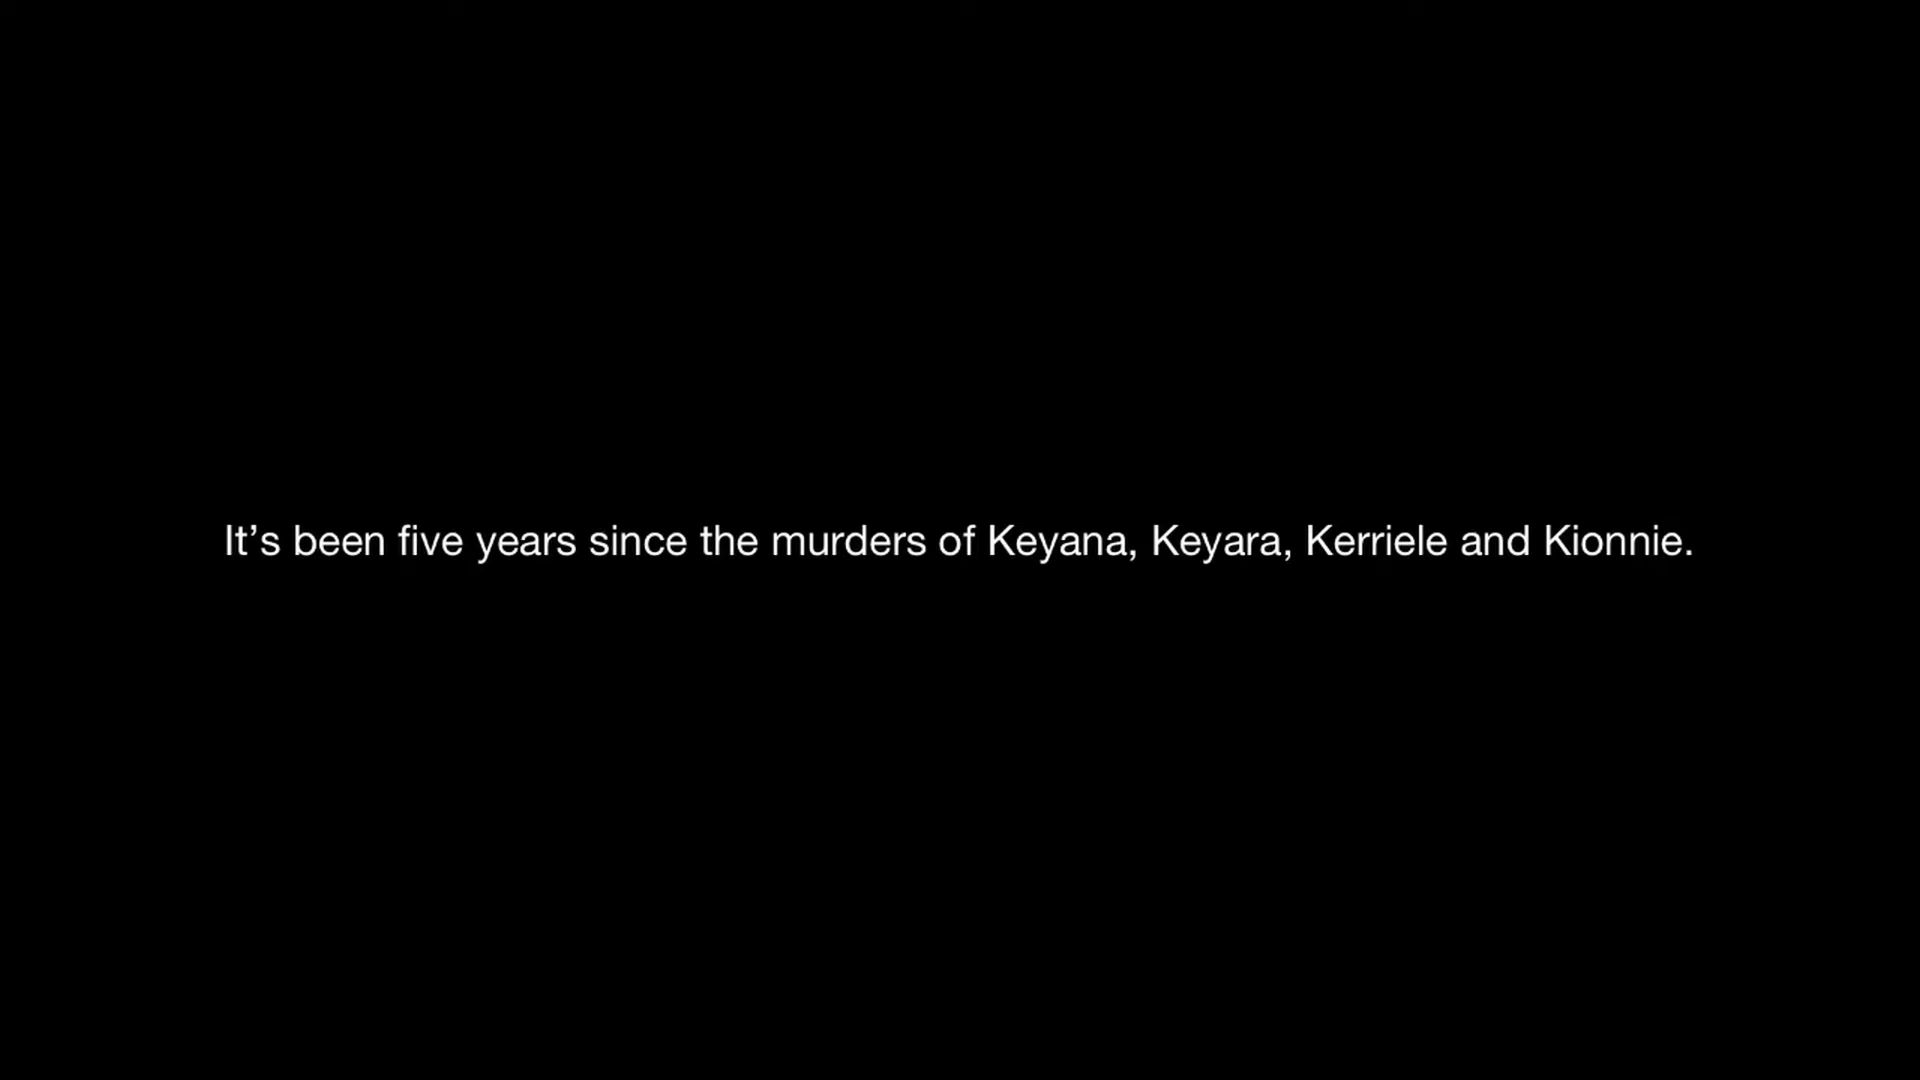 It’s been five years since the murders of Keyana, Keyara, Kerriele and Kionnie.